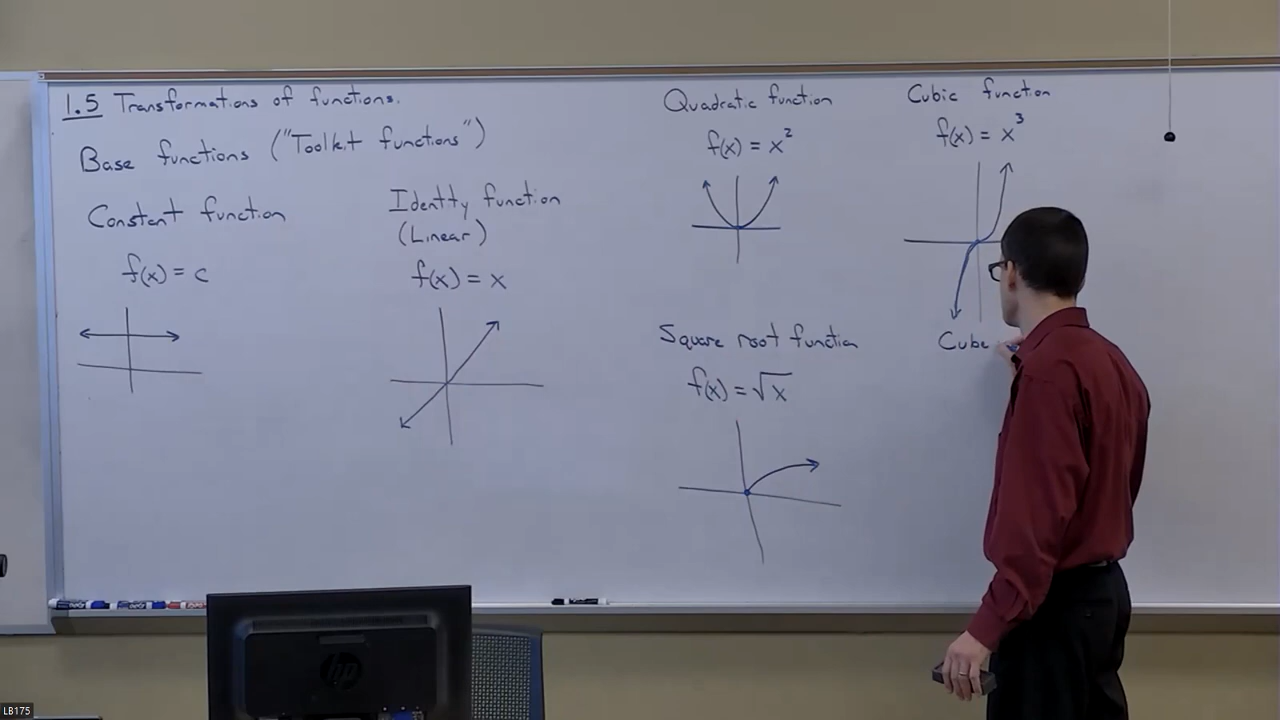 1.5 Transformations of functions.
Base functions ("Toolkit functions")
Constant function
f(x) = c
Identity function
(Linear)
f(x) = x
Quadratic function
f(x) = x²
Cubic function
f(x) = x³
Square root function
f(x) = √x
Cube
hp
LB175